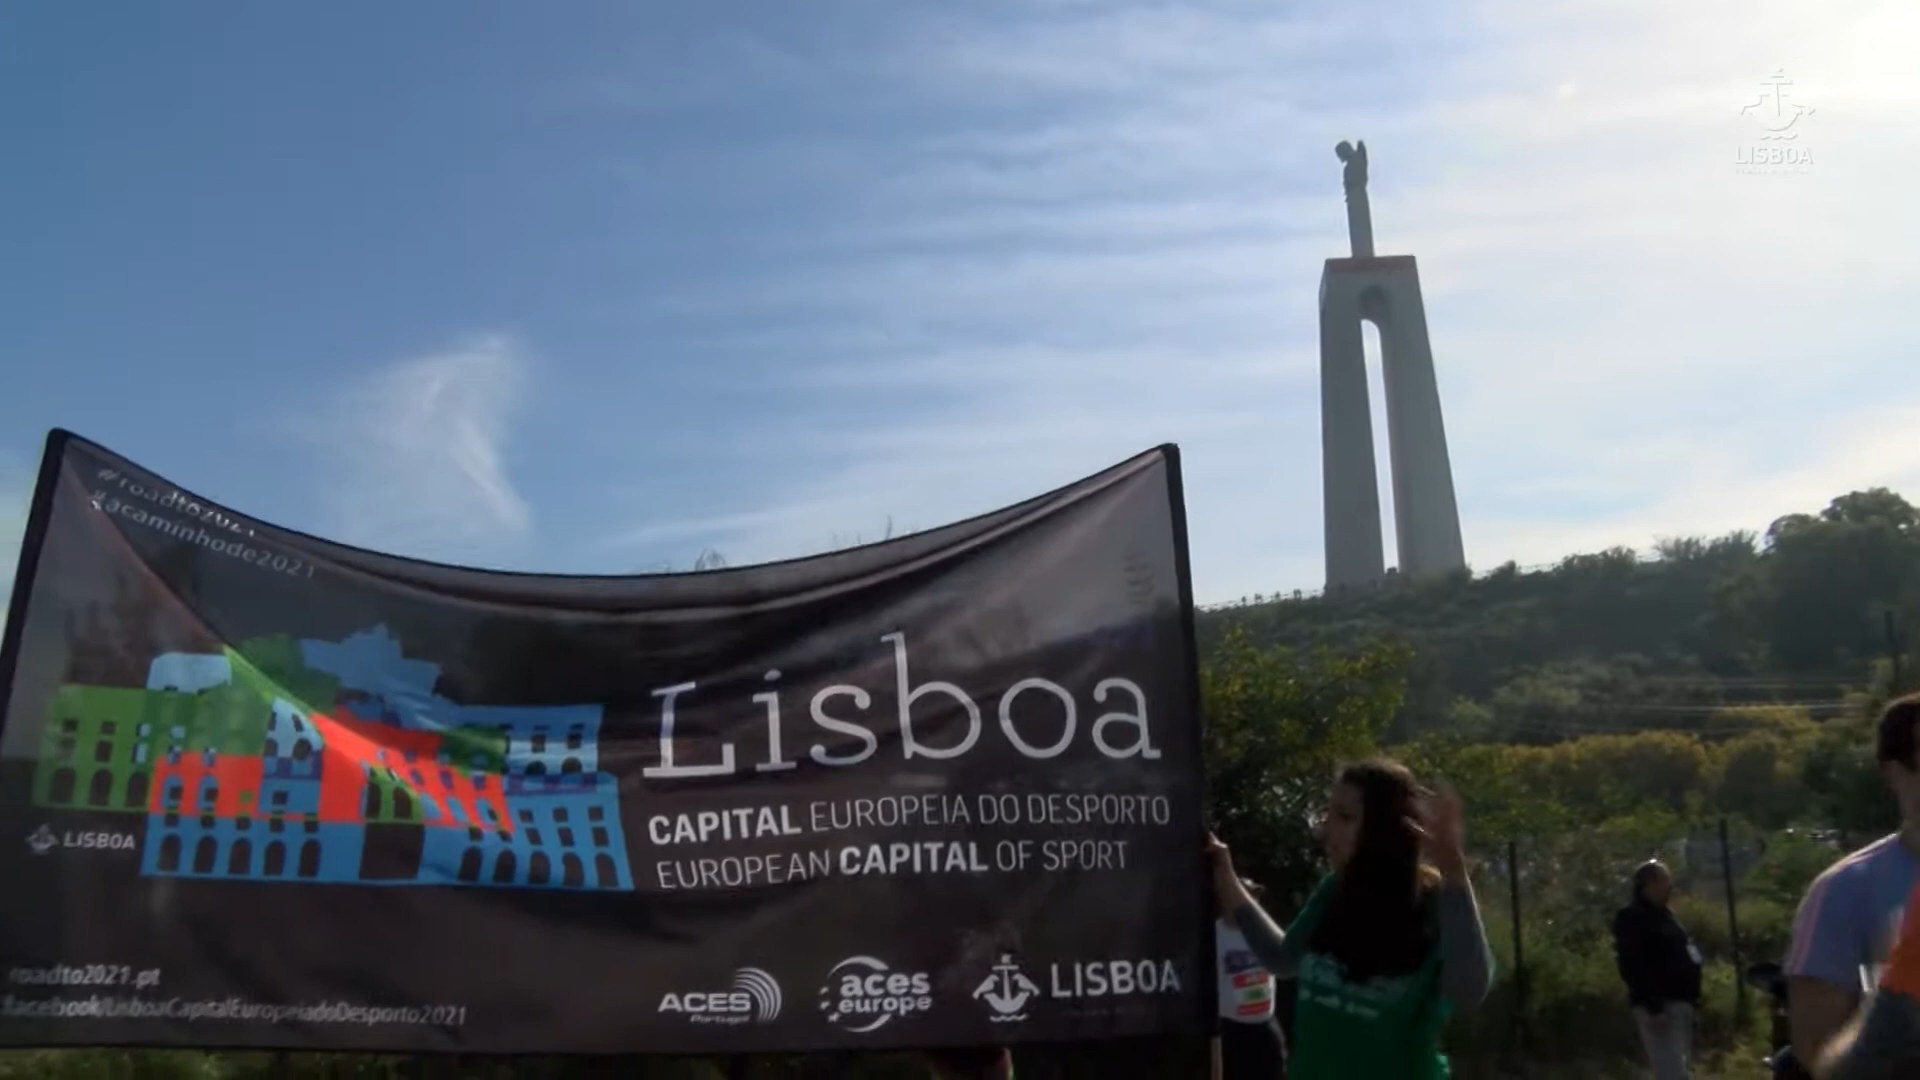 LISBOA
#roadto2021
#acaminhode2021
Lisboa
CAPITAL EUROPEIA DO DESPORTO
EUROPEAN CAPITAL OF SPORT
LISBOA
roadto2021.pt
facebook/LisboaCapitalEuropeiadoDesporto2021
ACES
Portugal
aces
europe
LISBOA